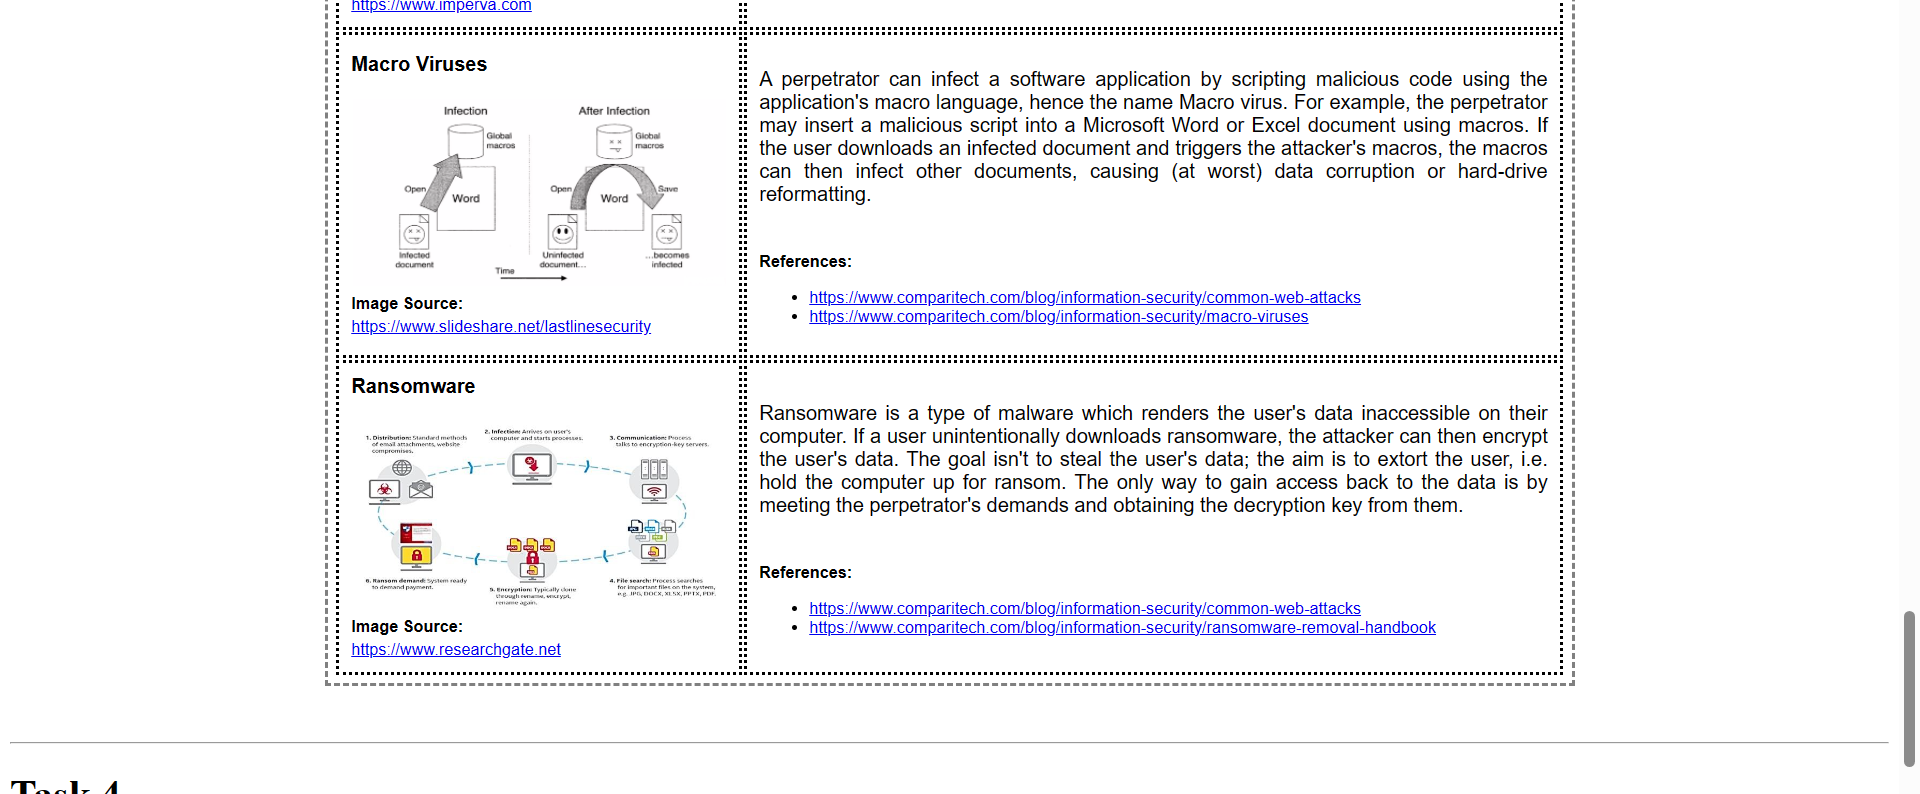 https://www.imperva.com
Macro Viruses
Infection
After Infection
Global
macros
Global
macros
Open
Word
Open
Word
Save
Infected
document
Uninfected
document...
...becomes
infected
Time
Image Source:
https://www.slideshare.net/lastlinesecurity
A perpetrator can infect a software application by scripting malicious code using the
application's macro language, hence the name Macro virus. For example, the perpetrator
may insert a malicious script into a Microsoft Word or Excel document using macros. If
the user downloads an infected document and triggers the attacker's macros, the macros
can then infect other documents, causing (at worst) data corruption or hard-drive
reformatting.
References:
https://www.comparitech.com/blog/information-security/common-web-attacks
https://www.comparitech.com/blog/information-security/macro-viruses
Ransomware
1. Distribution: Standard methods
of email attachments, website
compromises.
2. Infection: Arrives on user's
computer and starts processes.
3. Communication: Process
talks to encryption-key servers.
6. Ransom demand: System ready
to demand payment.
5. Encryption: Typically done
through rename, encrypt,
rename again.
4. File search: Process searches
for important files on the system,
e.g. JPG, DOCX, XLSX, PPTX, PDF.
Image Source:
https://www.researchgate.net
Ransomware is a type of malware which renders the user's data inaccessible on their
computer. If a user unintentionally downloads ransomware, the attacker can then encrypt
the user's data. The goal isn't to steal the user's data; the aim is to extort the user, i.e.
hold the computer up for ransom. The only way to gain access back to the data is by
meeting the perpetrator's demands and obtaining the decryption key from them.
References:
https://www.comparitech.com/blog/information-security/common-web-attacks
https://www.comparitech.com/blog/information-security/ransomware-removal-handbook
Task 4